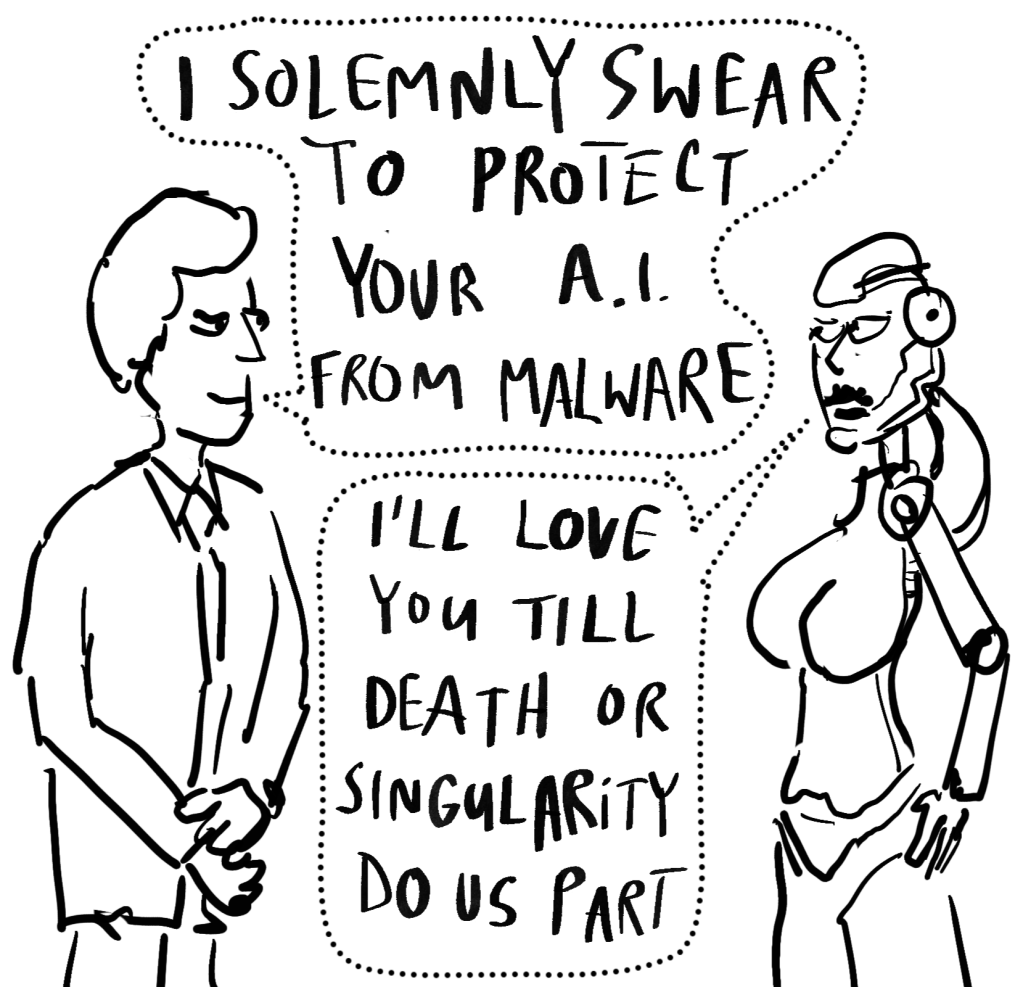 I SOLEMNLY SWEAR
TO PROTECT
YOUR A.I.
FROM MALWARE
I'LL LOVE
YOU TILL
DEATH OR
SINGULARITY
DO US PART